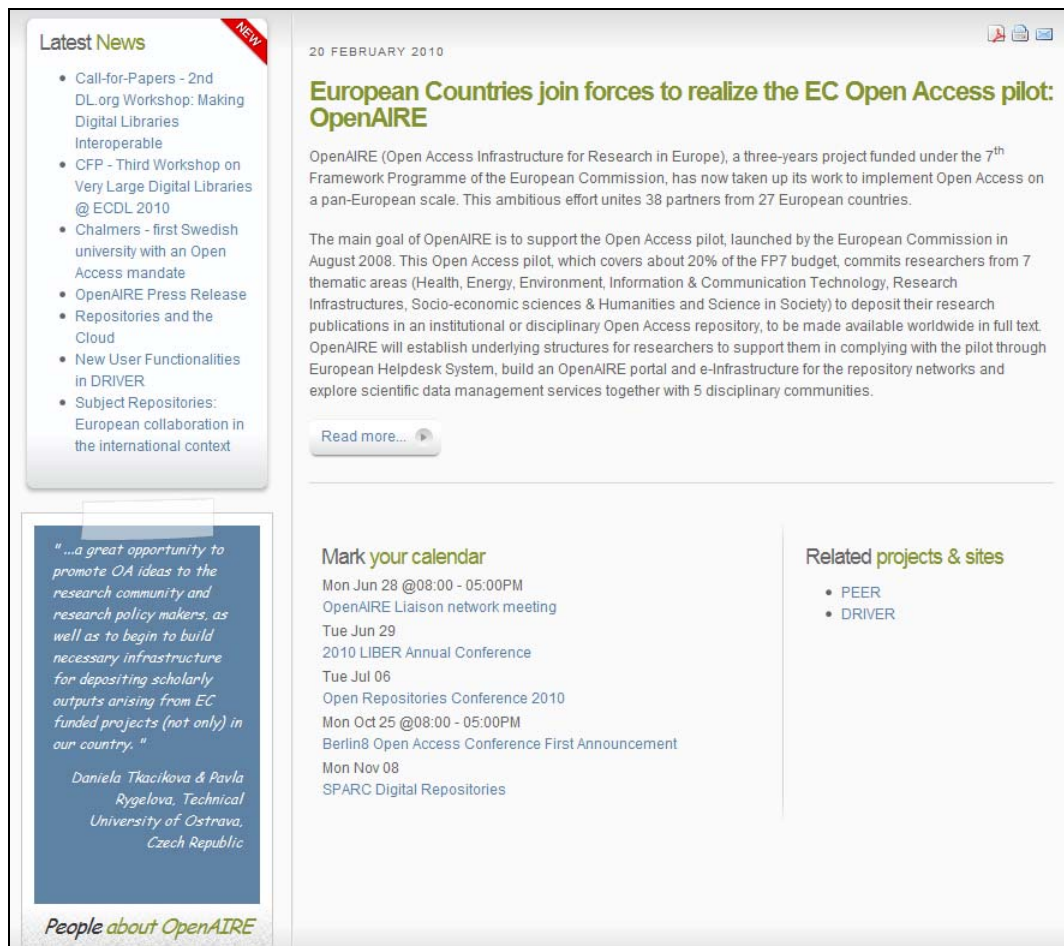 Latest News
NEW
Call-for-Papers - 2nd
DL.org Workshop: Making
Digital Libraries
Interoperable
CFP - Third Workshop on
Very Large Digital Libraries
@ ECDL 2010
Chalmers - first Swedish
university with an Open
Access mandate
OpenAIRE Press Release
Repositories and the
Cloud
New User Functionalities
in DRIVER
Subject Repositories:
European collaboration in
the international context
" ...a great opportunity to
promote OA ideas to the
research community and
research policy makers, as
well as to begin to build
necessary infrastructure
for depositing scholarly
outputs arising from EC
funded projects (not only) in
our country. "
Daniela Tkacikova & Pavla
Rygelova, Technical
University of Ostrava,
Czech Republic
People about OpenAIRE
20 FEBRUARY 2010
European Countries join forces to realize the EC Open Access pilot:
OpenAIRE
OpenAIRE (Open Access Infrastructure for Research in Europe), a three-years project funded under the 7th
Framework Programme of the European Commission, has now taken up its work to implement Open Access on
a pan-European scale. This ambitious effort unites 38 partners from 27 European countries.
The main goal of OpenAIRE is to support the Open Access pilot, launched by the European Commission in
August 2008. This Open Access pilot, which covers about 20% of the FP7 budget, commits researchers from 7
thematic areas (Health, Energy, Environment, Information & Communication Technology, Research
Infrastructures, Socio-economic sciences & Humanities and Science in Society) to deposit their research
publications in an institutional or disciplinary Open Access repository, to be made available worldwide in full text.
OpenAIRE will establish underlying structures for researchers to support them in complying with the pilot through
European Helpdesk System, build an OpenAIRE portal and e-Infrastructure for the repository networks and
explore scientific data management services together with 5 disciplinary communities.
Read more...
Mark your calendar
Mon Jun 28 @08:00 - 05:00PM
OpenAIRE Liaison network meeting
Tue Jun 29
2010 LIBER Annual Conference
Tue Jul 06
Open Repositories Conference 2010
Mon Oct 25 @08:00 - 05:00PM
Berlin8 Open Access Conference First Announcement
Mon Nov 08
SPARC Digital Repositories
Related projects & sites
PEER
DRIVER